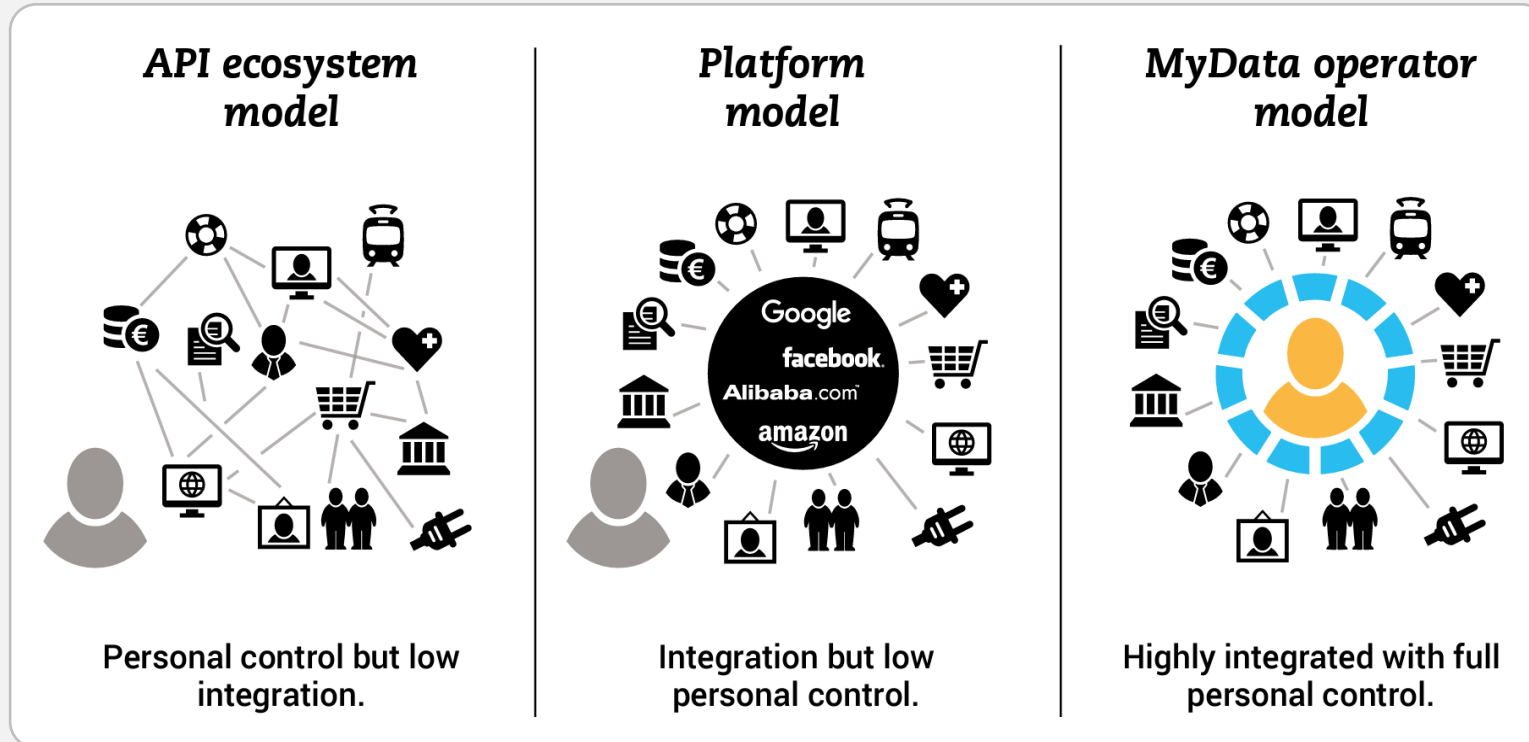 API ecosystem
model
Personal control but low
integration.
Platform
model
€
Google
facebook.
Alibaba.com™
amazon
Integration but low
personal control.
MyData operator
model
€
Highly integrated with full
personal control.